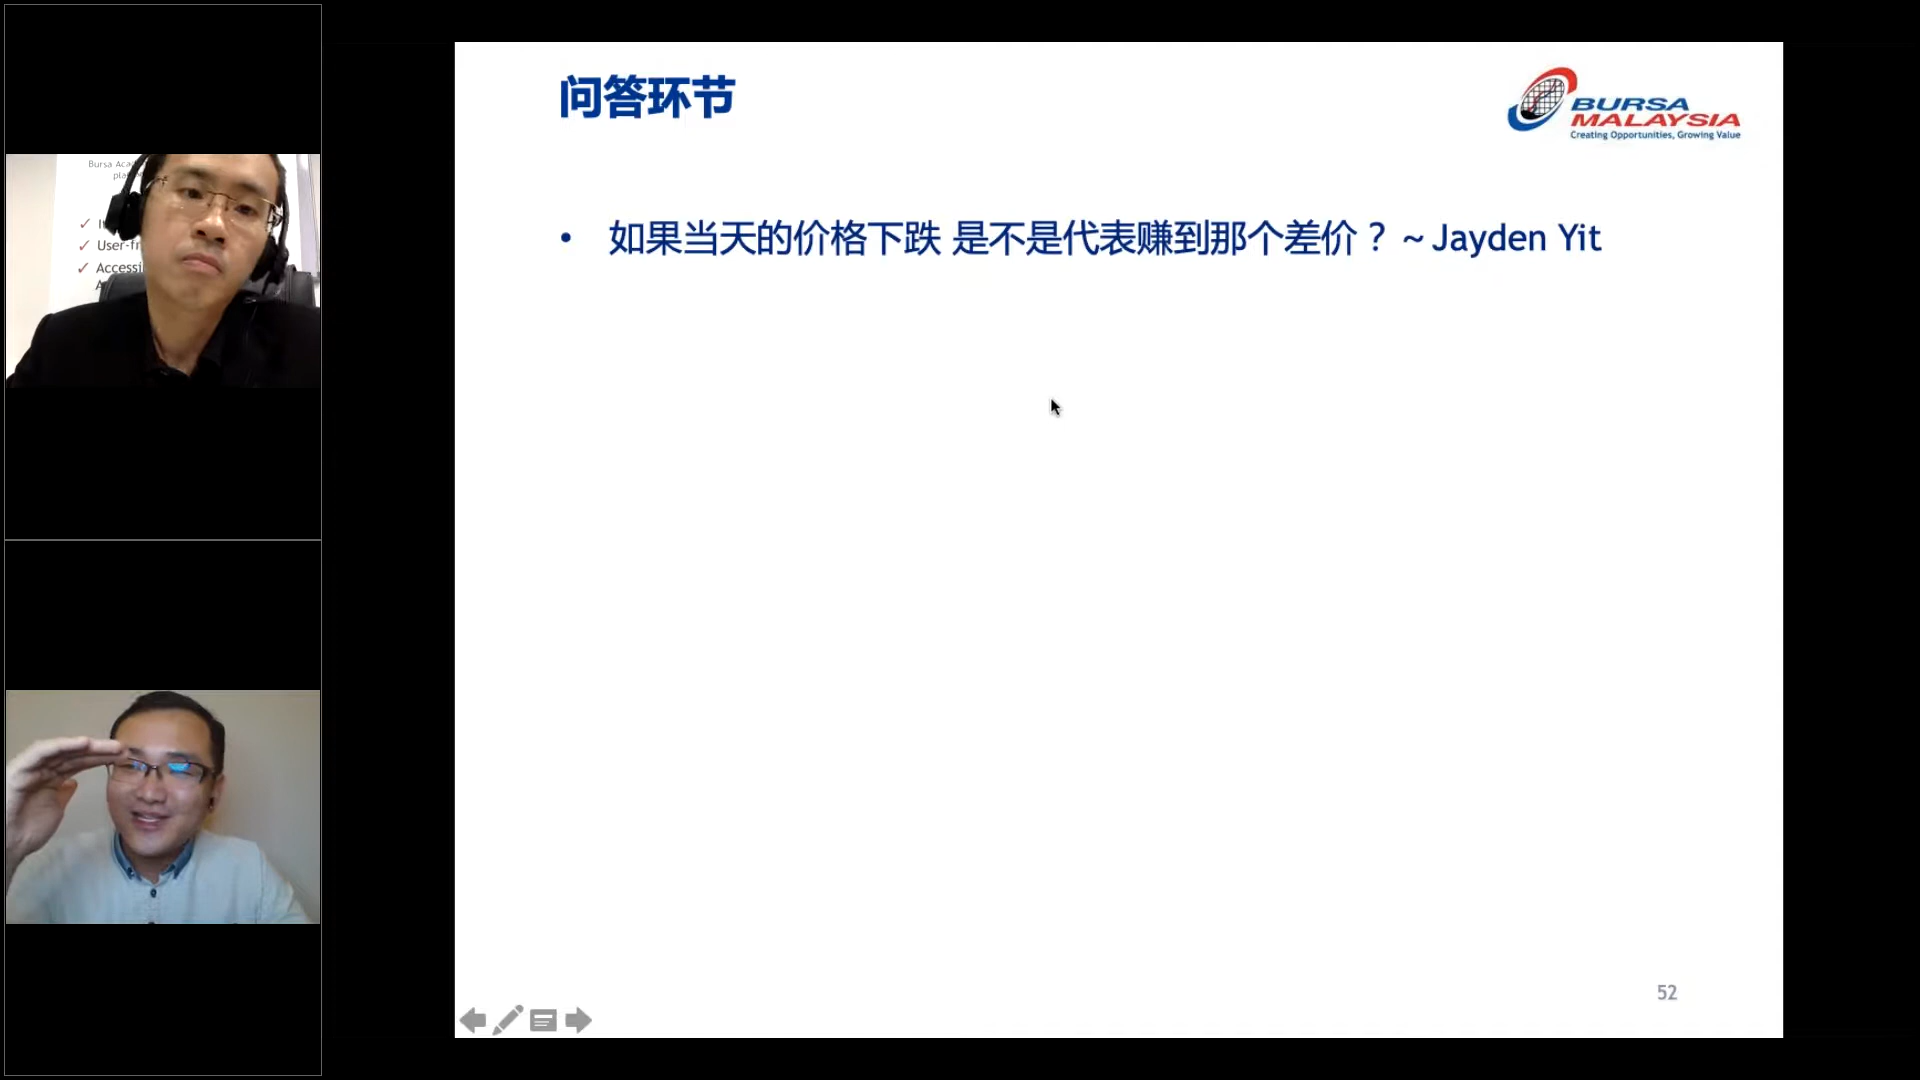 问答环节
BURSA
MALAYSIA
Creating Opportunities, Growing Value
• 如果当天的价格下跌 是不是代表赚到那个差价？~ Jayden Yit
52
Bursa
✓
✓ User-fr
✓ Accessi